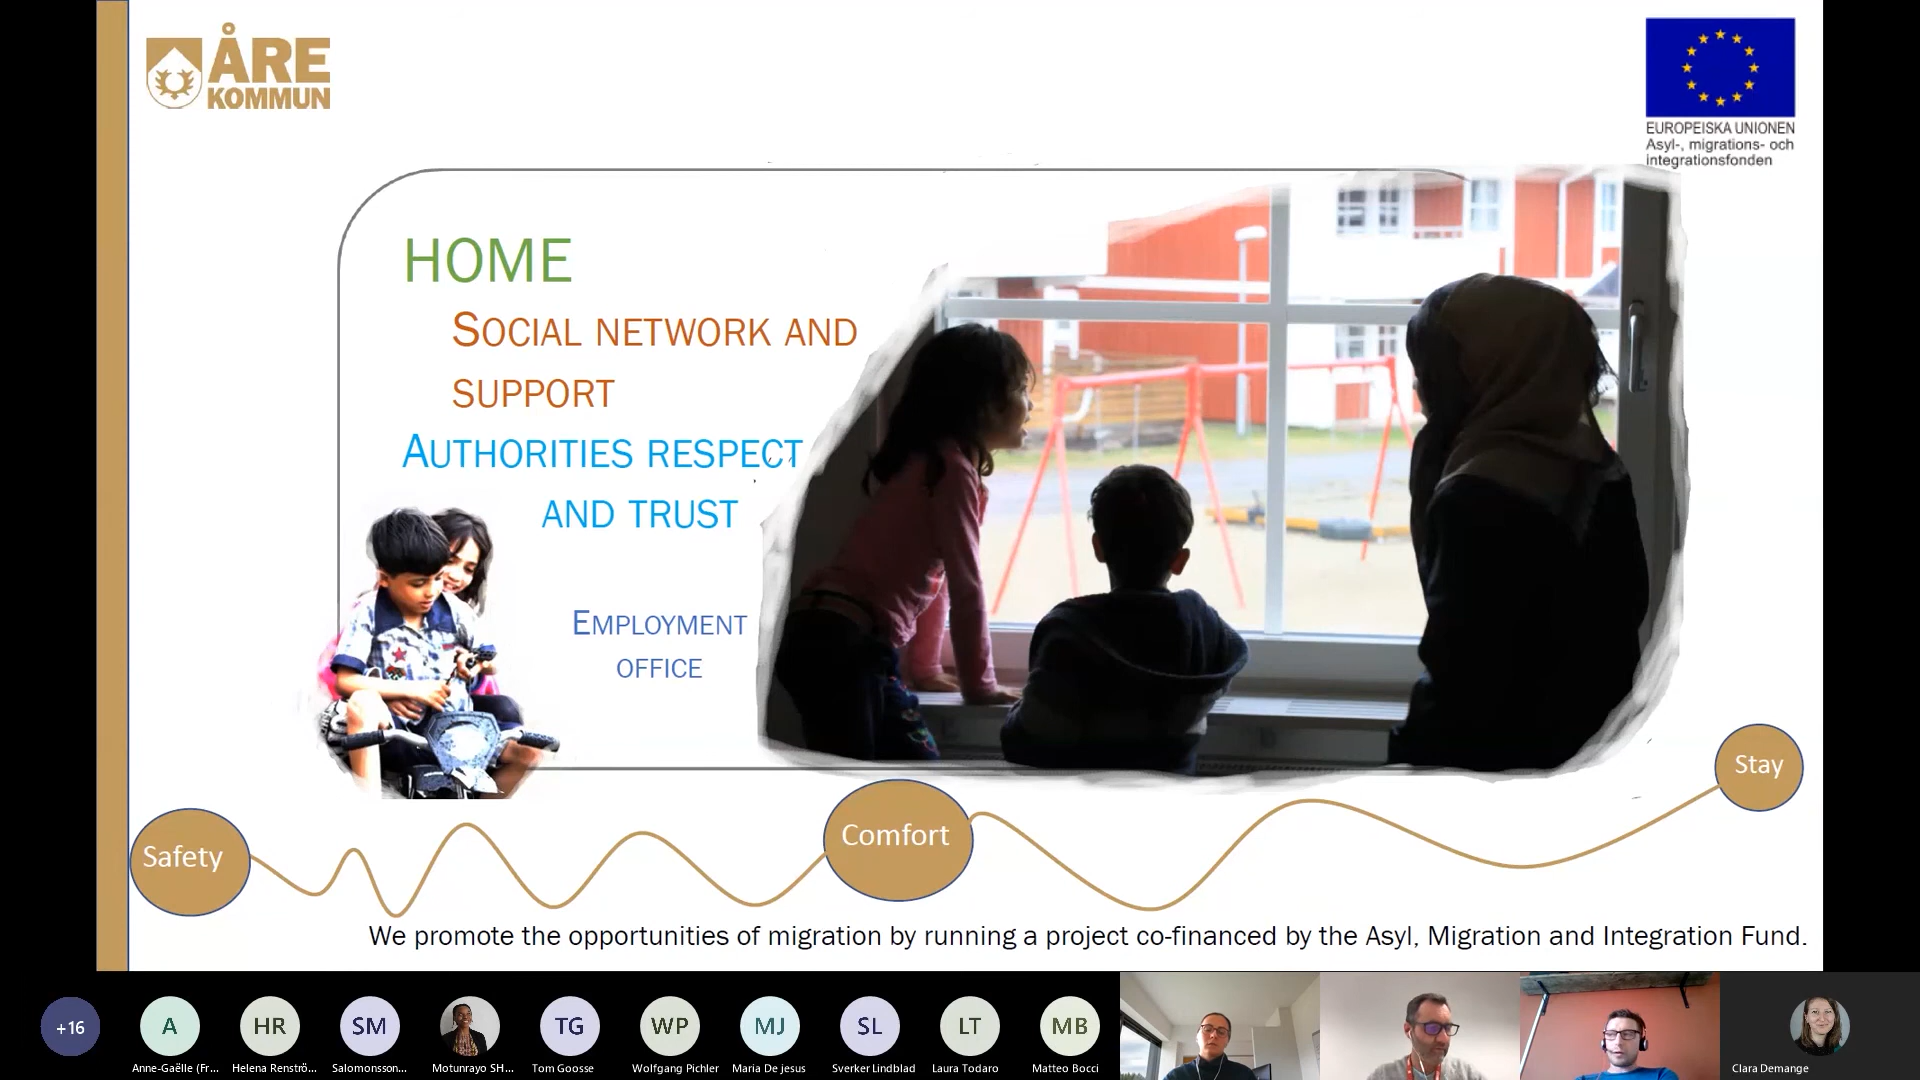 ÅRE
KOMMUN
EUROPEISKA UNIONEN
Asyl-, migrations- och
integrationsfonden
HOME
SOCIAL NETWORK AND
SUPPORT
AUTHORITIES RESPECT
AND TRUST
EMPLOYMENT
OFFICE
Stay
Comfort
Safety
We promote the opportunities of migration by running a project co-financed by the Asyl, Migration and Integration Fund.
+16
A
HR
SM
TG
WP
MJ
SL
LT
MB
Anne-Gaëlle (Fr...
Helena Renströ...
Salomonsson...
Motunrayo SH...
Tom Goosse
Wolfgang Pichler
Maria De jesus
Sverker Lindblad
Laura Todaro
Matteo Bocci
Clara Demange